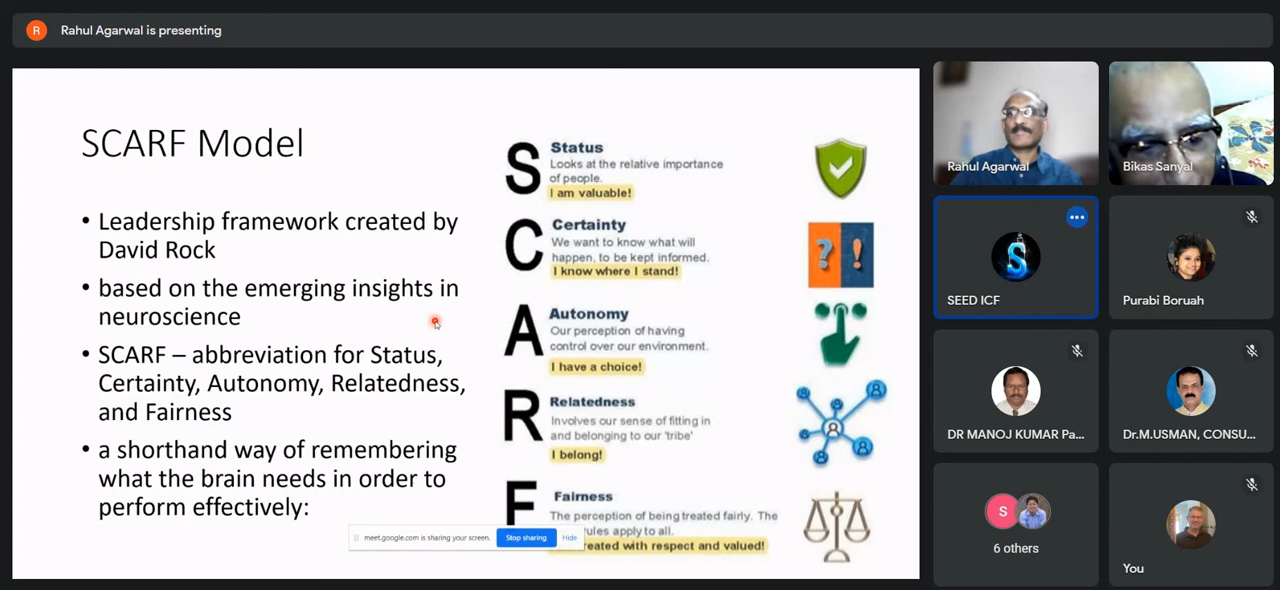 R
Rahul Agarwal is presenting
SCARF Model
• Leadership framework created by
David Rock
• based on the emerging insights in
neuroscience
• SCARF – abbreviation for Status,
Certainty, Autonomy, Relatedness,
and Fairness
• a shorthand way of remembering
what the brain needs in order to
perform effectively:
S
Status
Looks at the relative importance
of people.
I am valuable!
C
Certainty
We want to know what will
happen, to be kept informed.
I know where I stand!
? !
A
Autonomy
Our perception of having
control over our environment.
I have a choice!
R
Relatedness
Involves our sense of fitting in
and belonging to our 'tribe'
I belong!
F
Fairness
The perception of being treated fairly. The
rules apply to all.
treated with respect and valued!
meet.google.com is sharing your screen.
Stop sharing
Hide
Rahul Agarwal
Bikas Sanyal
S
SEED ICF
Purabi Boruah
DR MANOJ KUMAR Pa...
Dr.M.USMAN, CONSU...
S
6 others
You